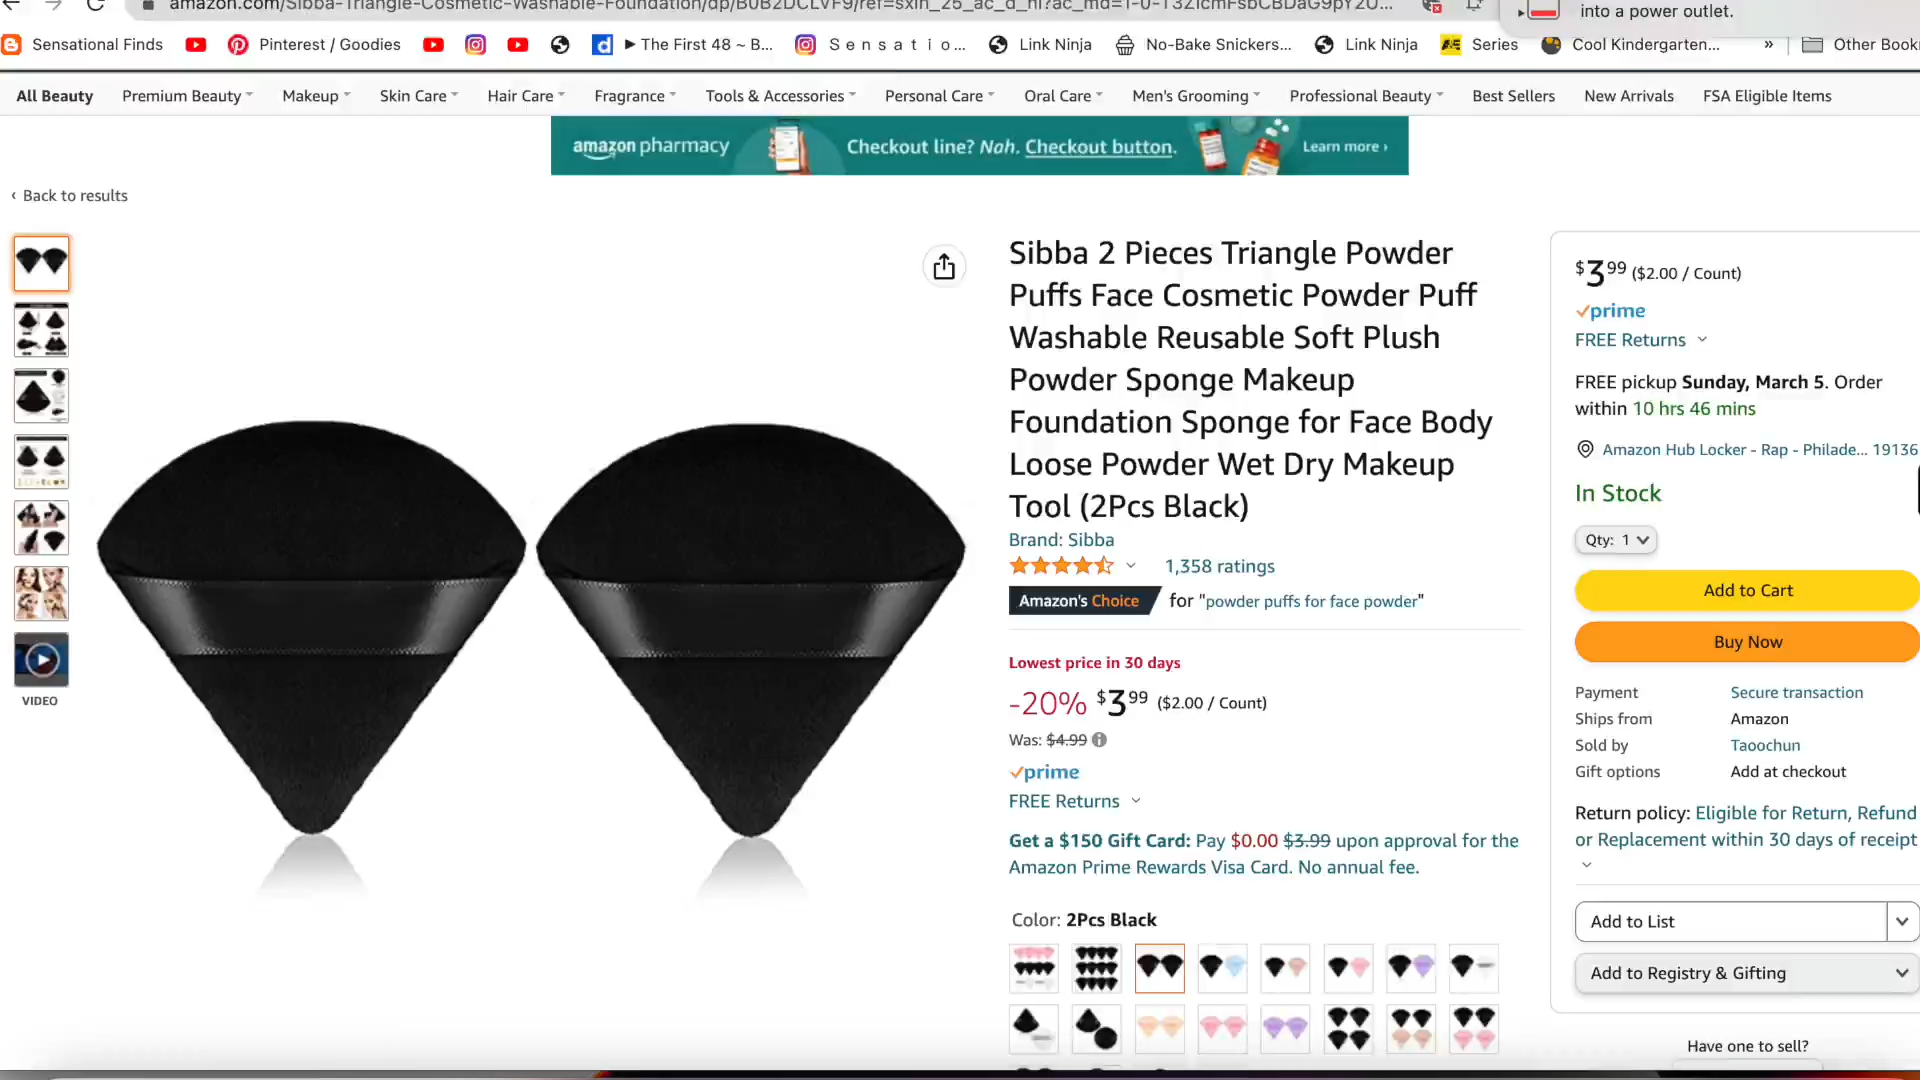 into a power outlet.
Sensational Finds
Pinterest / Goodies
►The First 48 ~ B...
S e n s a t i o...
Link Ninja
No-Bake Snickers...
Link Ninja
Series
Cool Kindergarten...
»
Other Book
All Beauty
Premium Beauty
Makeup
Skin Care
Hair Care
Fragrance
Tools & Accessories
Personal Care
Oral Care
Men's Grooming
Professional Beauty
Best Sellers
New Arrivals
FSA Eligible Items
amazon pharmacy
Checkout line? Nah. Checkout button.
Learn more ›
‹ Back to results
VIDEO
Sibba 2 Pieces Triangle Powder
Puffs Face Cosmetic Powder Puff
Washable Reusable Soft Plush
Powder Sponge Makeup
Foundation Sponge for Face Body
Loose Powder Wet Dry Makeup
Tool (2Pcs Black)
Brand: Sibba
1,358 ratings
Amazon's Choice for "powder puffs for face powder"
Lowest price in 30 days
-20% $3 99 ($2.00 / Count)
Was: $4.99
prime
FREE Returns
Get a $150 Gift Card: Pay $0.00 $3.99 upon approval for the
Amazon Prime Rewards Visa Card. No annual fee.
Color: 2Pcs Black
$3 99 ($2.00 / Count)
prime
FREE Returns
FREE pickup Sunday, March 5. Order
within 10 hrs 46 mins
Amazon Hub Locker - Rap - Philade... 19136
In Stock
Qty: 1
Add to Cart
Buy Now
Payment Secure transaction
Ships from Amazon
Sold by Taoochun
Gift options Add at checkout
Return policy: Eligible for Return, Refund
or Replacement within 30 days of receipt
Add to List
Add to Registry & Gifting
Have one to sell?